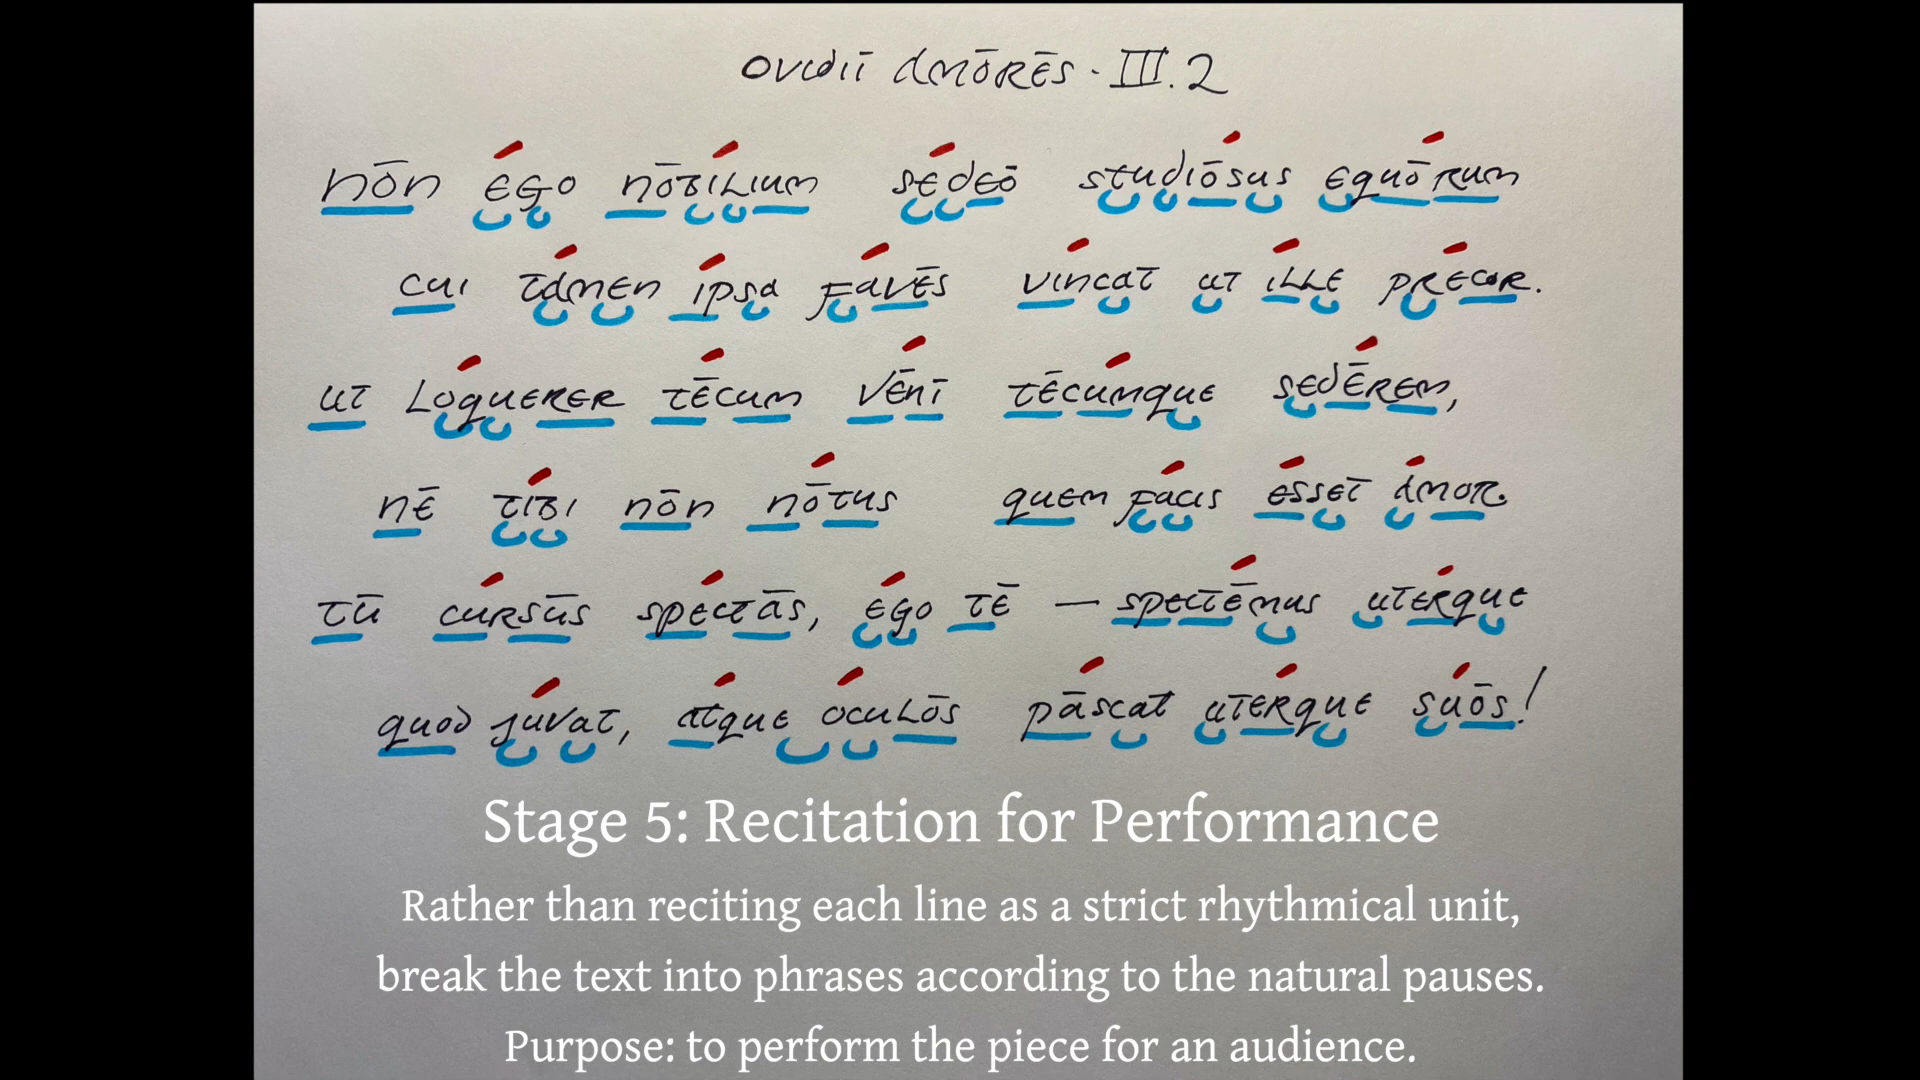 ovidiī amōrēs · III.2
nōn ego nōbilium sedeō studiōsus equōrum
cui tamen ipsa favēs vincat ut ille precor.
ut loquerer tēcum vēnī tēcumque sedērem,
nē tibi nōn nōtus quem facis esset amor.
tū cursūs spectās, ego tē — spectēmus uterque
quod juvat, atque oculōs pāscat uterque suōs!
Stage 5: Recitation for Performance
Rather than reciting each line as a strict rhythmical unit,
break the text into phrases according to the natural pauses.
Purpose: to perform the piece for an audience.